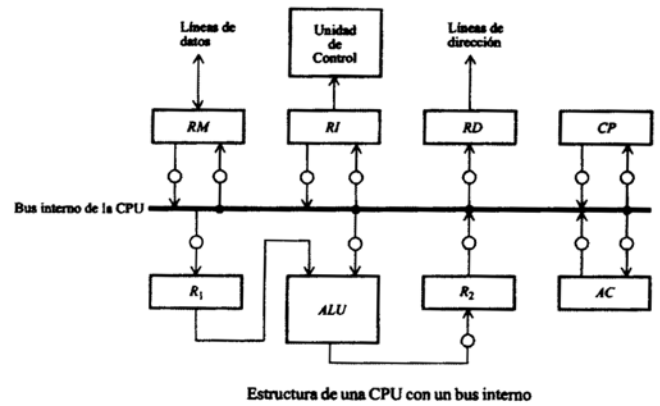 Líneas de
datos
Unidad
de
Control
Líneas de
dirección
RM
RI
RD
CP
Bus interno de la CPU
R1
ALU
R2
AC
Estructura de una CPU con un bus interno